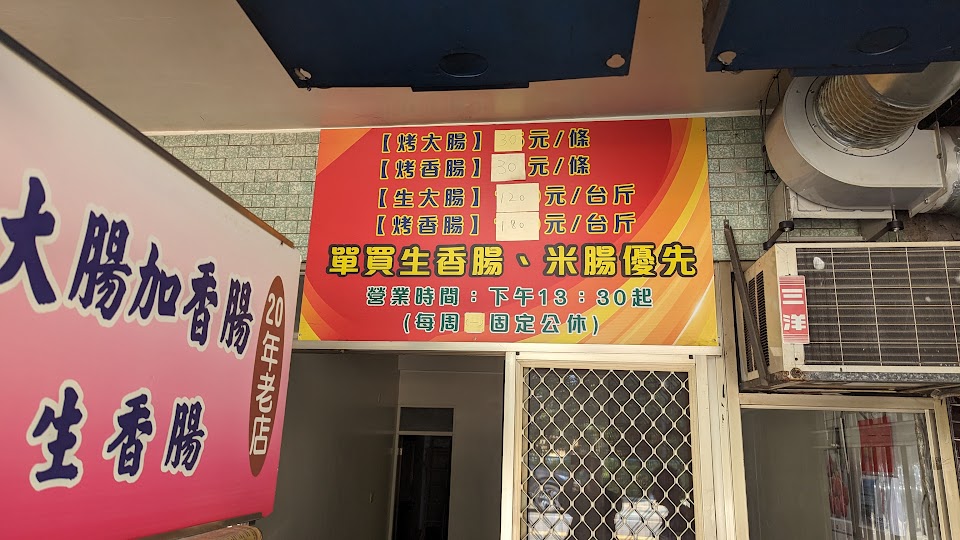 大腸加香腸
生香腸
20年老店
【烤大腸】30元/條
【烤香腸】30元/條
【生大腸】120元/台斤
【烤香腸】180元/台斤
單買生香腸、米腸優先
營業時間：下午13：30起
(每周二固定公休)
三洋